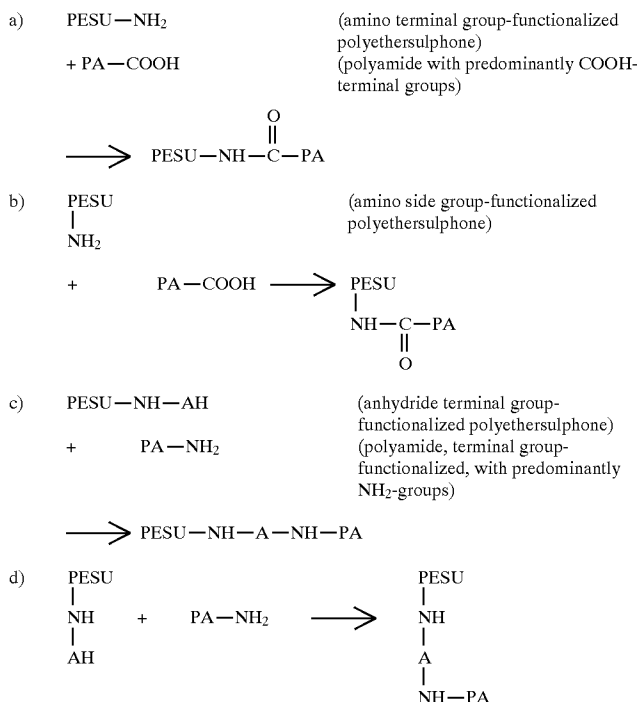 a) PESU—NH2 (amino terminal group-functionalized
polyethersulphone)
+ PA—COOH (polyamide with predominantly COOH-
terminal groups)
O
PESU—NH—C—PA
b) PESU (amino side group-functionalized
polyethersulphone)
NH2
+ PA—COOH PESU
NH—C—PA
O
c) PESU—NH—AH (anhydride terminal group-
functionalized polyethersulphone)
+ PA—NH2 (polyamide, terminal group-
functionalized, with predominantly
NH2-groups)
PESU—NH—A—NH—PA
d) PESU PESU
NH + PA—NH2 NH
AH A
NH—PA